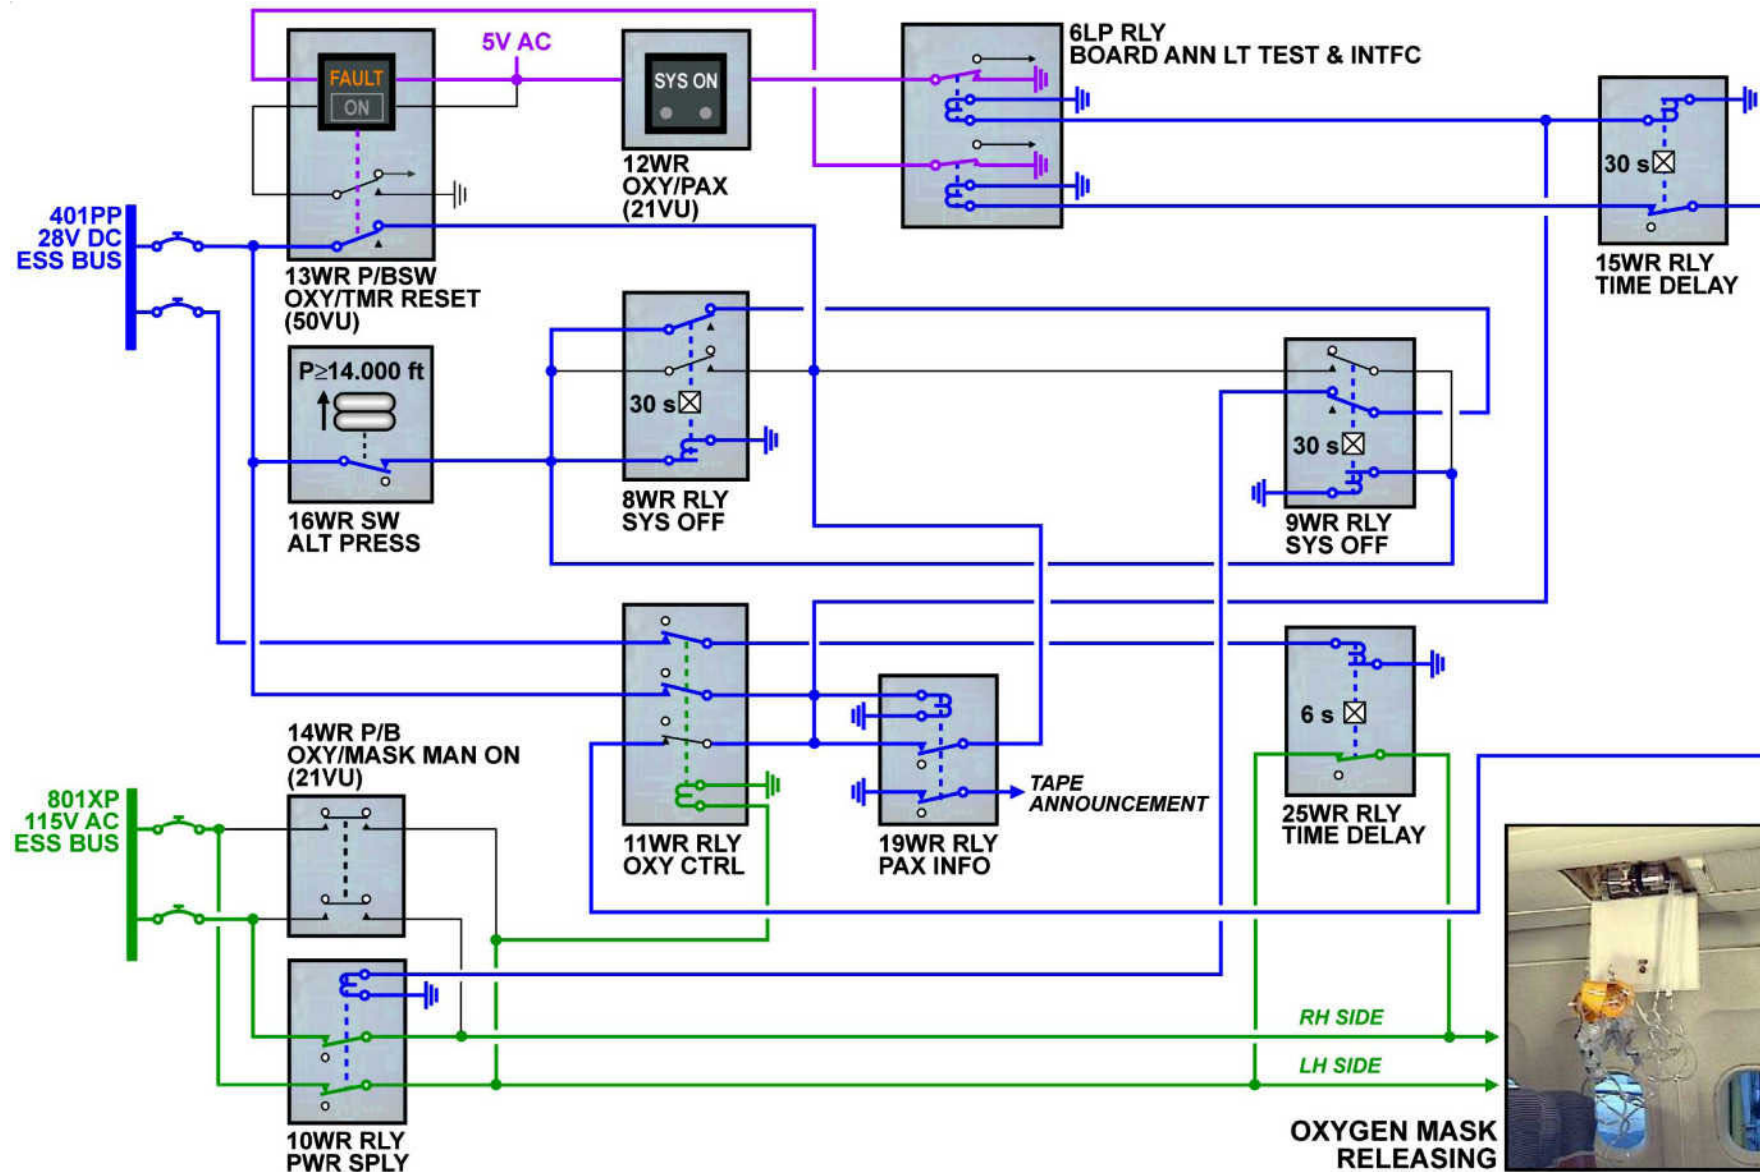 5V AC
FAULT
ON
SYS ON
6LP RLY
BOARD ANN LT TEST & INTFC
12WR
OXY/PAX
(21VU)
30 s
15WR RLY
TIME DELAY
401PP
28V DC
ESS BUS
13WR P/BSW
OXY/TMR RESET
(50VU)
P≥14.000 ft
16WR SW
ALT PRESS
30 s
8WR RLY
SYS OFF
30 s
9WR RLY
SYS OFF
14WR P/B
OXY/MASK MAN ON
(21VU)
801XP
115V AC
ESS BUS
11WR RLY
OXY CTRL
19WR RLY
PAX INFO
TAPE
ANNOUNCEMENT
6 s
25WR RLY
TIME DELAY
10WR RLY
PWR SPLY
RH SIDE
LH SIDE
OXYGEN MASK
RELEASING